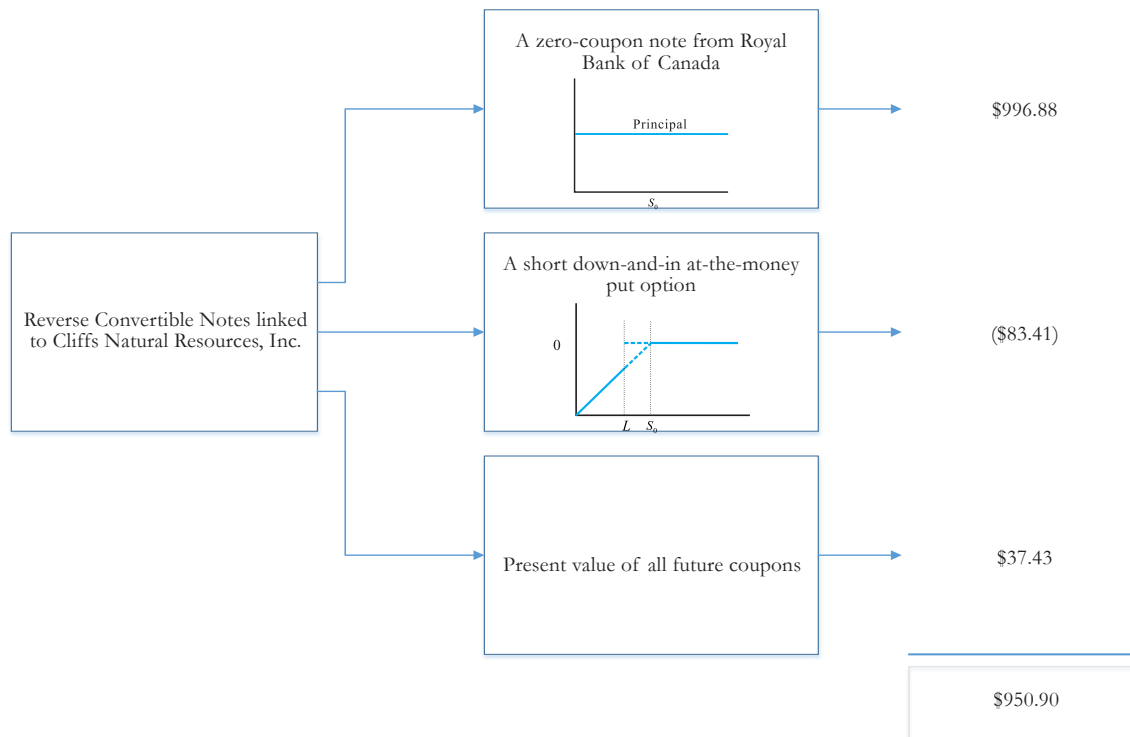 A zero-coupon note from Royal
Bank of Canada
Principal
S₀
$996.88
Reverse Convertible Notes linked
to Cliffs Natural Resources, Inc.
A short down-and-in at-the-money
put option
0
L S₀
($83.41)
Present value of all future coupons
$37.43
$950.90